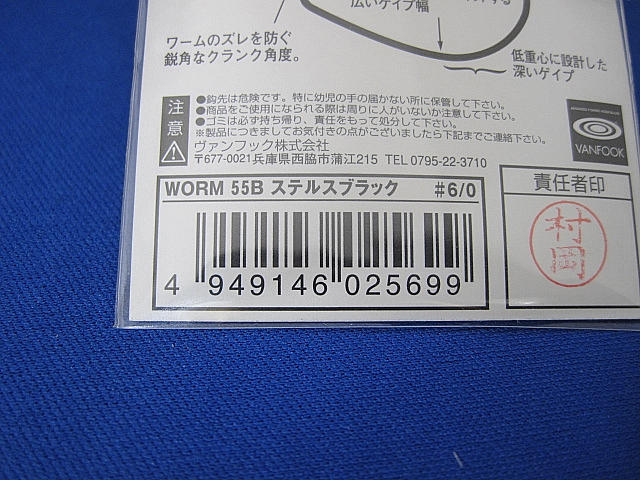 広いゲイプ幅
ワームのズレを防ぐ
鋭角なクランク角度。
低重心に設計した
深いゲイプ
注意
●鈎先は危険です。特に幼児の手の届かない所に保管して下さい。
●商品をご使用になられる際は周りに人がいないか注意して下さい。
●ゴミは必ず持ち帰り、責任をもって処分して下さい。
※製品につきましてお気付きの点がございましたら下記までご連絡下さい。
ヴァンフック株式会社
〒677-0021兵庫県西脇市蒲江215 TEL 0795-22-3710
VANFOOK
WORM 55B ステルスブラック #6/0
4 949146 025699
責任者印
村岡